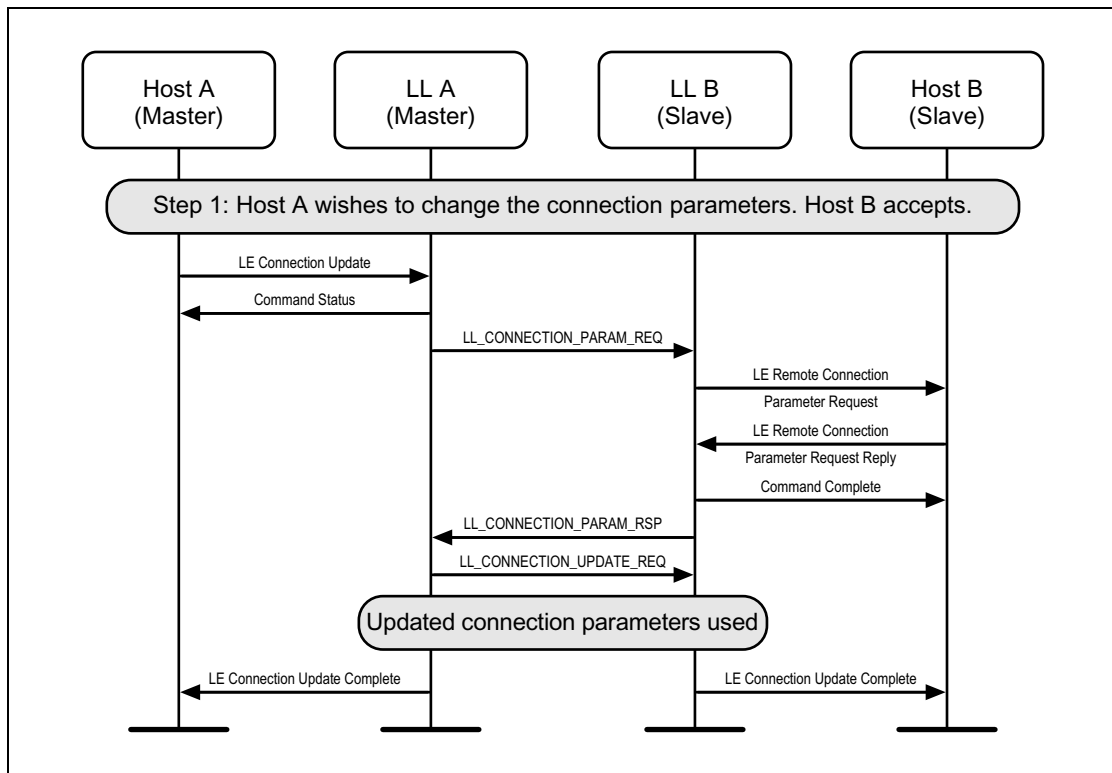 Host A
(Master)
LL A
(Master)
LL B
(Slave)
Host B
(Slave)
Step 1: Host A wishes to change the connection parameters. Host B accepts.
LE Connection Update
Command Status
LL_CONNECTION_PARAM_REQ
LE Remote Connection
Parameter Request
LE Remote Connection
Parameter Request Reply
Command Complete
LL_CONNECTION_PARAM_RSP
LL_CONNECTION_UPDATE_REQ
Updated connection parameters used
LE Connection Update Complete
LE Connection Update Complete